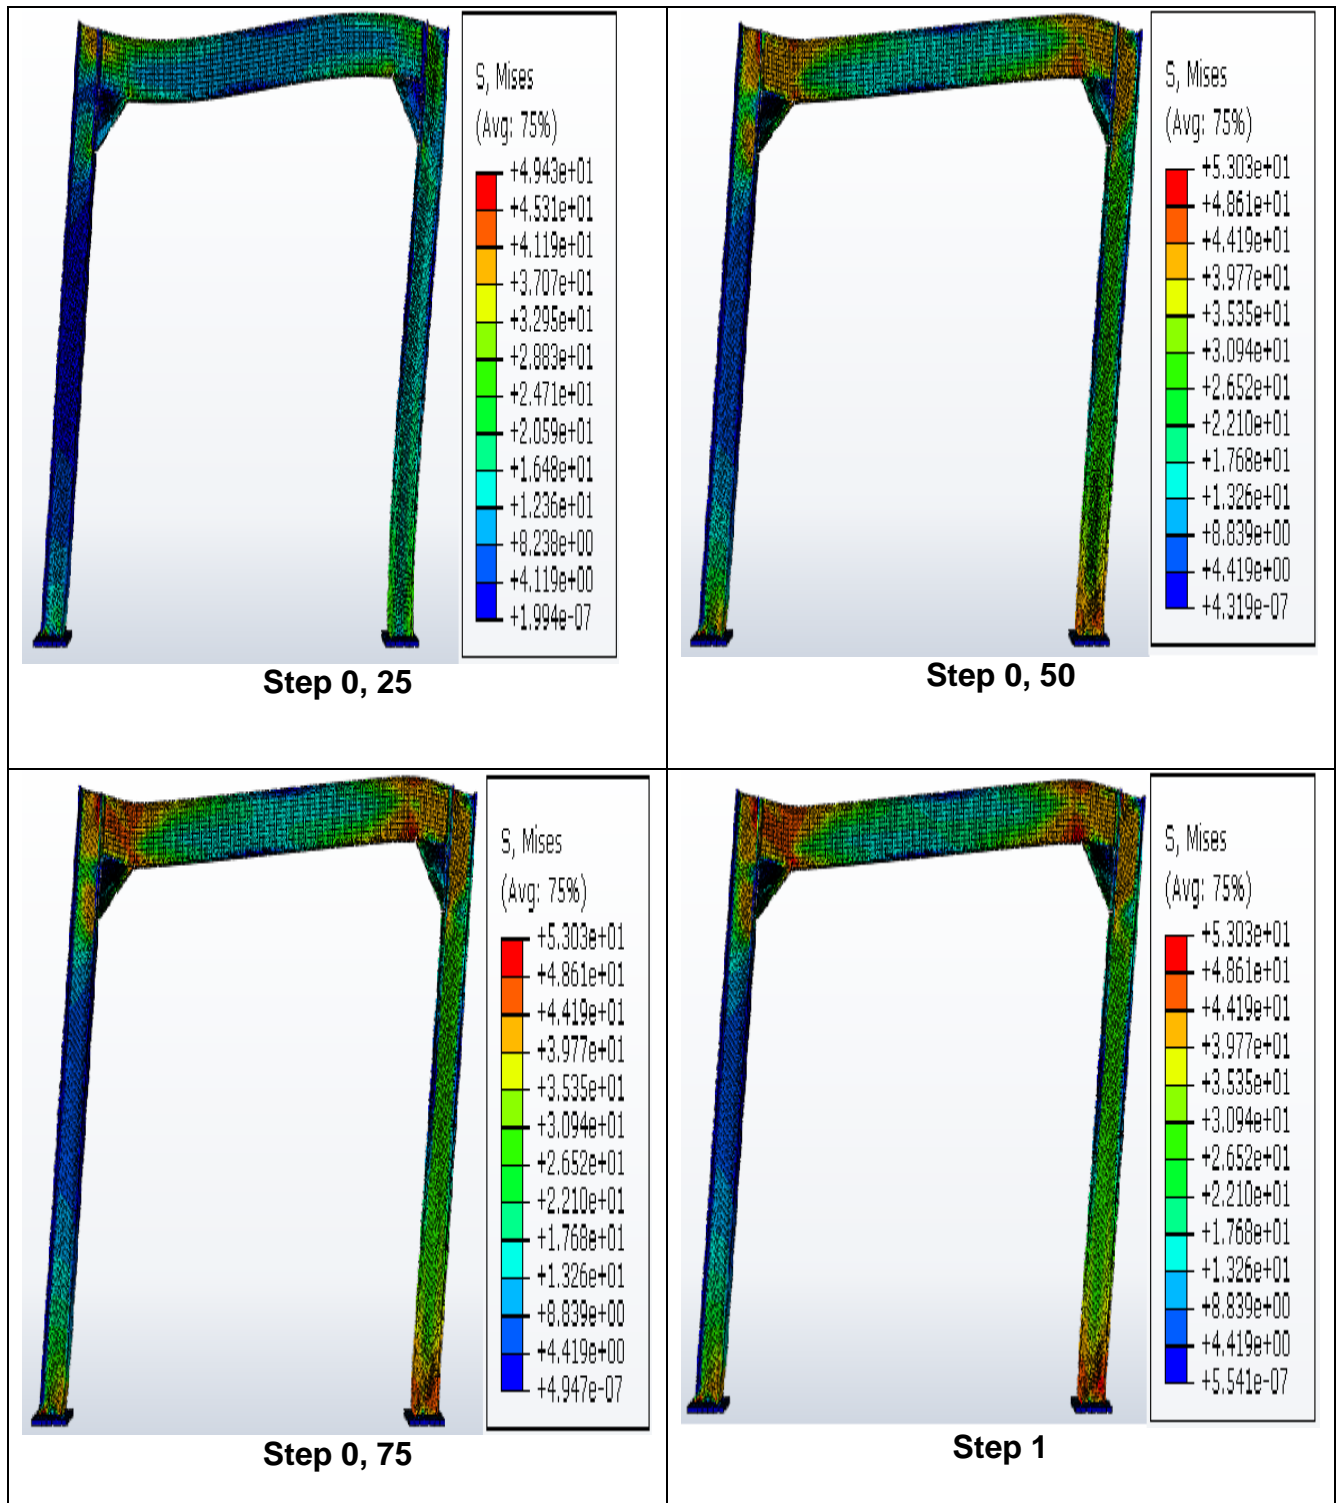 S, Mises
(Avg: 75%)
+4.943e+01
+4.531e+01
+4.119e+01
+3.707e+01
+3.295e+01
+2.883e+01
+2.471e+01
+2.059e+01
+1.648e+01
+1.236e+01
+8.238e+00
+4.119e+00
+1.994e-07
Step 0, 25
S, Mises
(Avg: 75%)
+5.303e+01
+4.861e+01
+4.419e+01
+3.977e+01
+3.535e+01
+3.094e+01
+2.652e+01
+2.210e+01
+1.768e+01
+1.326e+01
+8.839e+00
+4.419e+00
+4.319e-07
Step 0, 50
S, Mises
(Avg: 75%)
+5.303e+01
+4.861e+01
+4.419e+01
+3.977e+01
+3.535e+01
+3.094e+01
+2.652e+01
+2.210e+01
+1.768e+01
+1.326e+01
+8.839e+00
+4.419e+00
+4.947e-07
Step 0, 75
S, Mises
(Avg: 75%)
+5.303e+01
+4.861e+01
+4.419e+01
+3.977e+01
+3.535e+01
+3.094e+01
+2.652e+01
+2.210e+01
+1.768e+01
+1.326e+01
+8.839e+00
+4.419e+00
+5.541e-07
Step 1